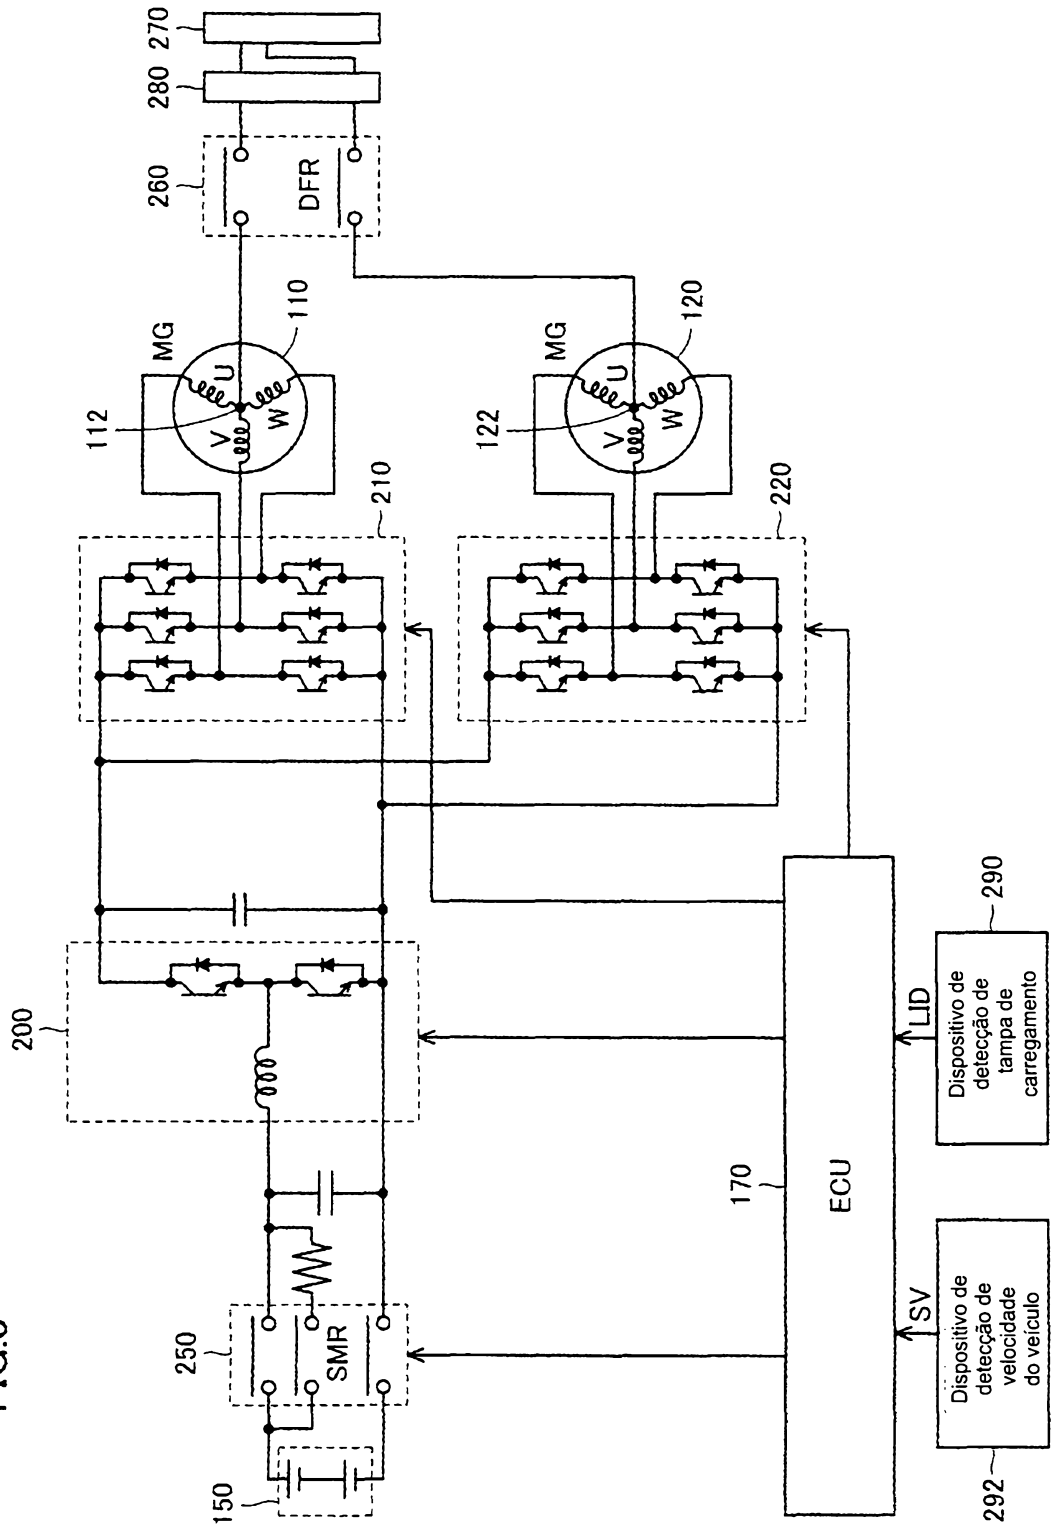 270
280
260
DFR
MG
110
112
U
V
W
210
MG
120
122
U
V
W
220
200
250
SMR
150
170
ECU
LID
290
Dispositivo de
detecção de
tampa de
carregamento
SV
Dispositivo de
detecção de
velocidade
do veículo
292